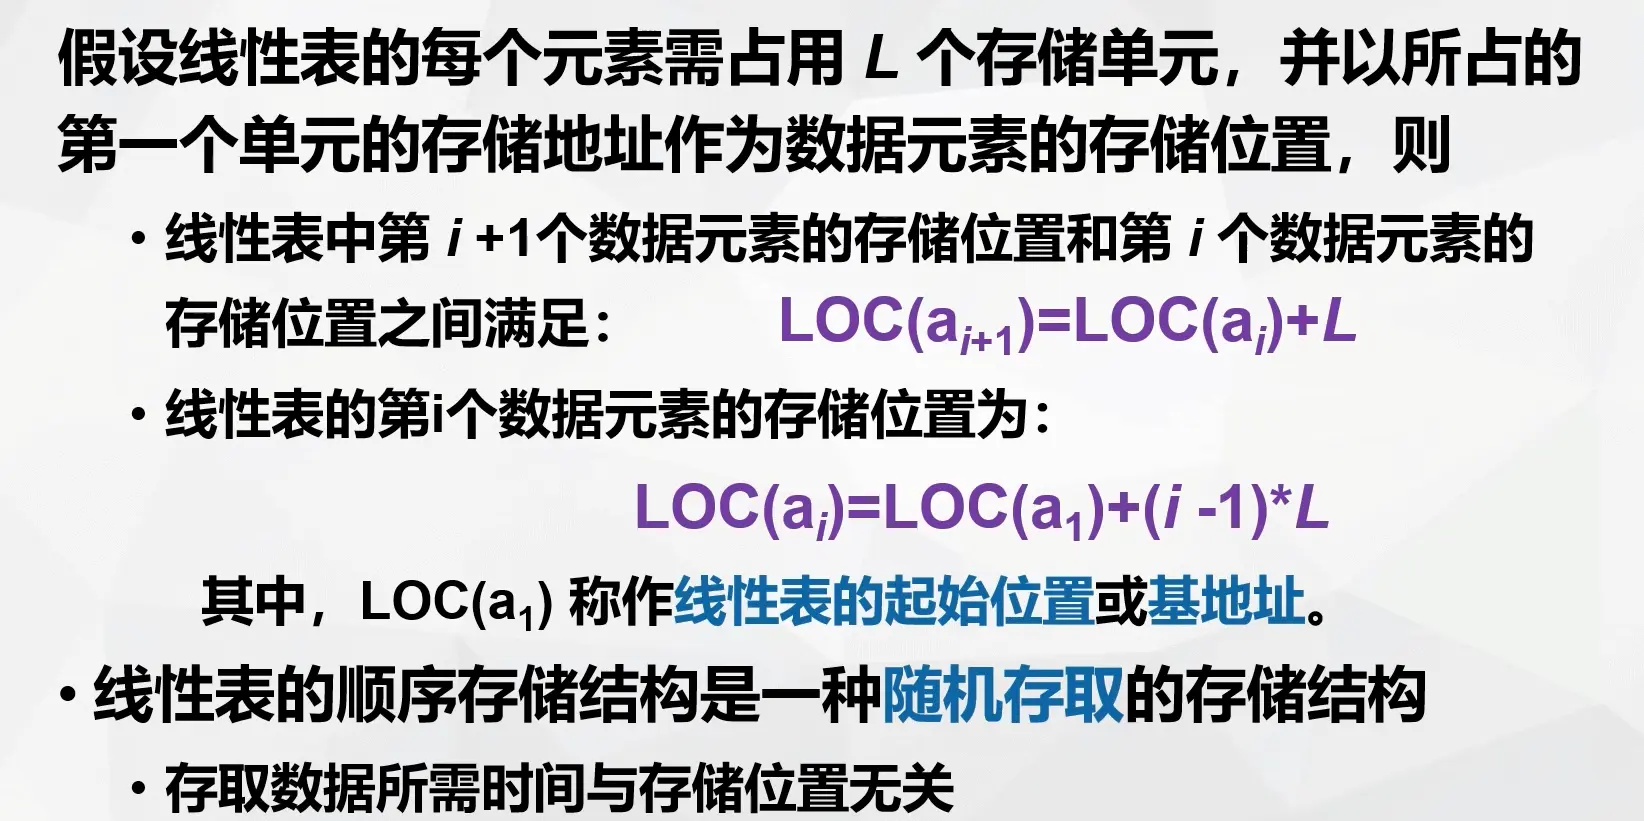 假设线性表的每个元素需占用 L 个存储单元，并以所占的
第一个单元的存储地址作为数据元素的存储位置，则
• 线性表中第 i +1个数据元素的存储位置和第 i 个数据元素的
存储位置之间满足： LOC(aᵢ₊₁)=LOC(aᵢ)+L
• 线性表的第i个数据元素的存储位置为：
LOC(aᵢ)=LOC(a₁)+(i -1)*L
其中，LOC(a₁) 称作线性表的起始位置或基地址。
• 线性表的顺序存储结构是一种随机存取的存储结构
• 存取数据所需时间与存储位置无关